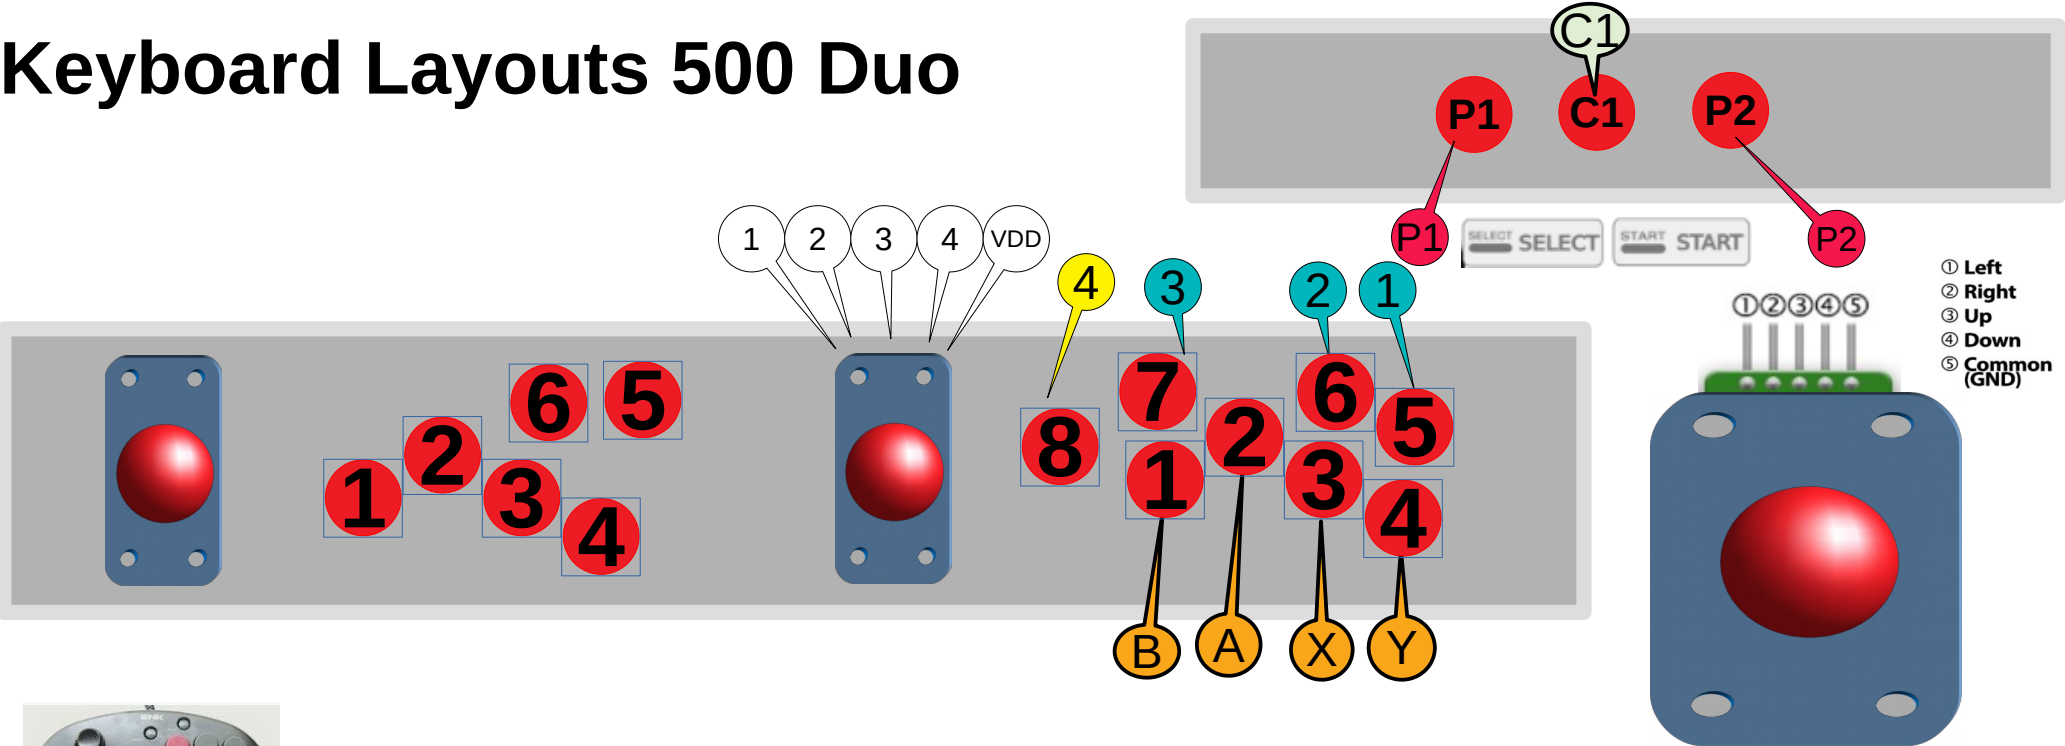 Keyboard Layouts 500 Duo
C1
P1
C1
P2
P1
SELECT SELECT
START START
P2
1
2
3
4
VDD
4
3
2
1
① Left
② Right
③ Up
④ Down
⑤ Common
(GND)
①②③④⑤
6
5
2
1
3
4
7
6
5
8
2
1
3
4
B
A
X
Y
SNK